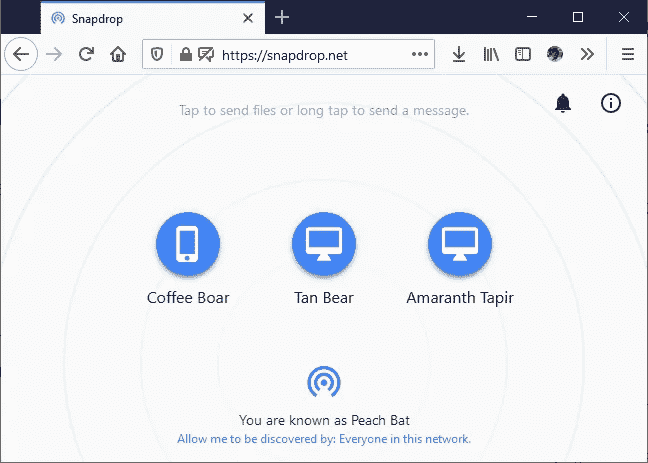 Snapdrop
https://snapdrop.net
Tap to send files or long tap to send a message.
Coffee Boar
Tan Bear
Amaranth Tapir
You are known as Peach Bat
Allow me to be discovered by: Everyone in this network.